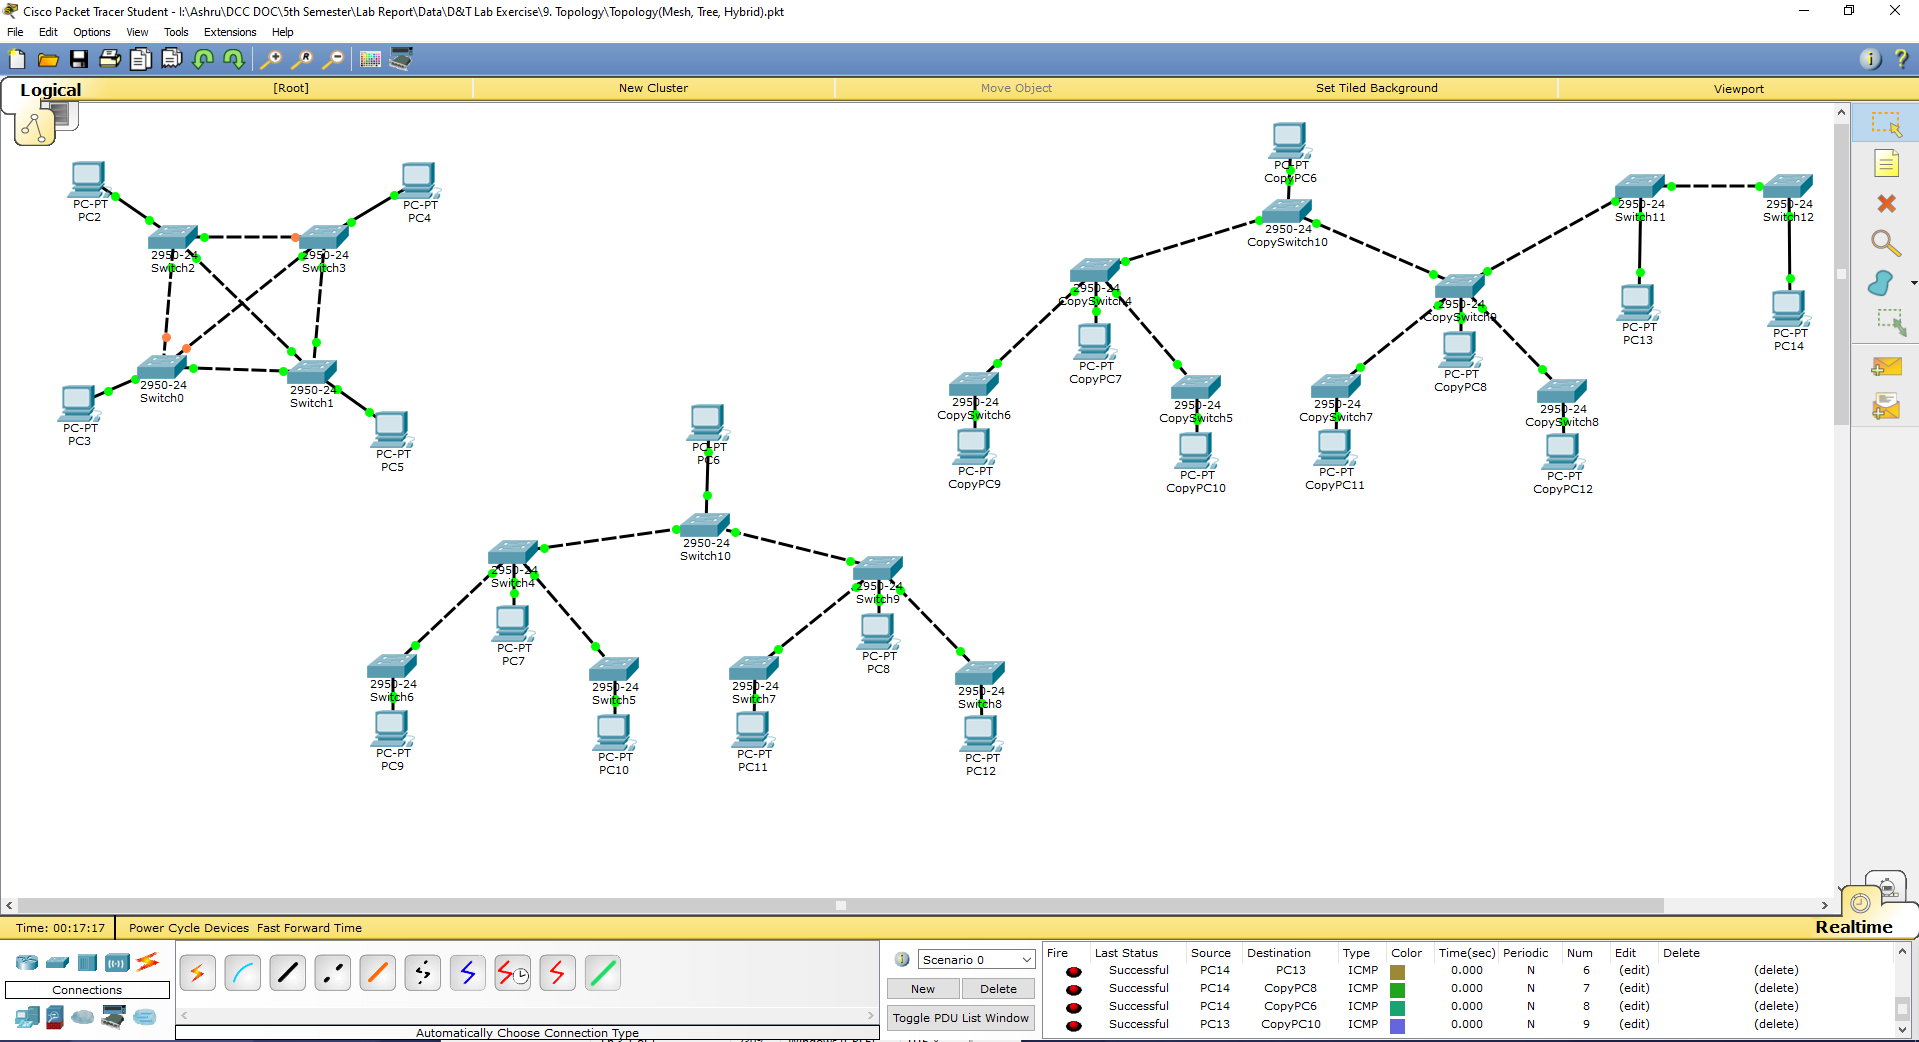 Cisco Packet Tracer Student - I:\Ashru\DCC DOC\5th Semester\Lab Report\Data\D&T Lab Exercise\9. Topology\Topology(Mesh, Tree, Hybrid).pkt
File Edit Options View Tools Extensions Help
Logical [Root] New Cluster Move Object Set Tiled Background Viewport
PC-PT
PC2
PC-PT
PC4
2950-24
Switch2
2950-24
Switch3
2950-24
Switch0
2950-24
Switch1
PC-PT
PC3
PC-PT
PC5
PC-PT
PC6
2950-24
Switch10
2950-24
Switch4
2950-24
Switch9
PC-PT
PC7
PC-PT
PC8
2950-24
Switch6
2950-24
Switch5
2950-24
Switch7
2950-24
Switch8
PC-PT
PC9
PC-PT
PC10
PC-PT
PC11
PC-PT
PC12
PC-PT
CopyPC6
2950-24
CopySwitch10
2950-24
CopySwitch4
2950-24
CopySwitch9
PC-PT
CopyPC7
PC-PT
CopyPC8
2950-24
CopySwitch6
2950-24
CopySwitch5
2950-24
CopySwitch7
2950-24
CopySwitch8
PC-PT
CopyPC9
PC-PT
CopyPC10
PC-PT
CopyPC11
PC-PT
CopyPC12
2950-24
Switch11
2950-24
Switch12
PC-PT
PC13
PC-PT
PC14
Time: 00:17:17 Power Cycle Devices Fast Forward Time Realtime
Connections
Automatically Choose Connection Type
Scenario 0
New Delete
Toggle PDU List Window
Fire Last Status Source Destination Type Color Time(sec) Periodic Num Edit Delete
Successful PC14 PC13 ICMP 0.000 N 6 (edit) (delete)
Successful PC14 CopyPC8 ICMP 0.000 N 7 (edit) (delete)
Successful PC14 CopyPC6 ICMP 0.000 N 8 (edit) (delete)
Successful PC13 CopyPC10 ICMP 0.000 N 9 (edit) (delete)